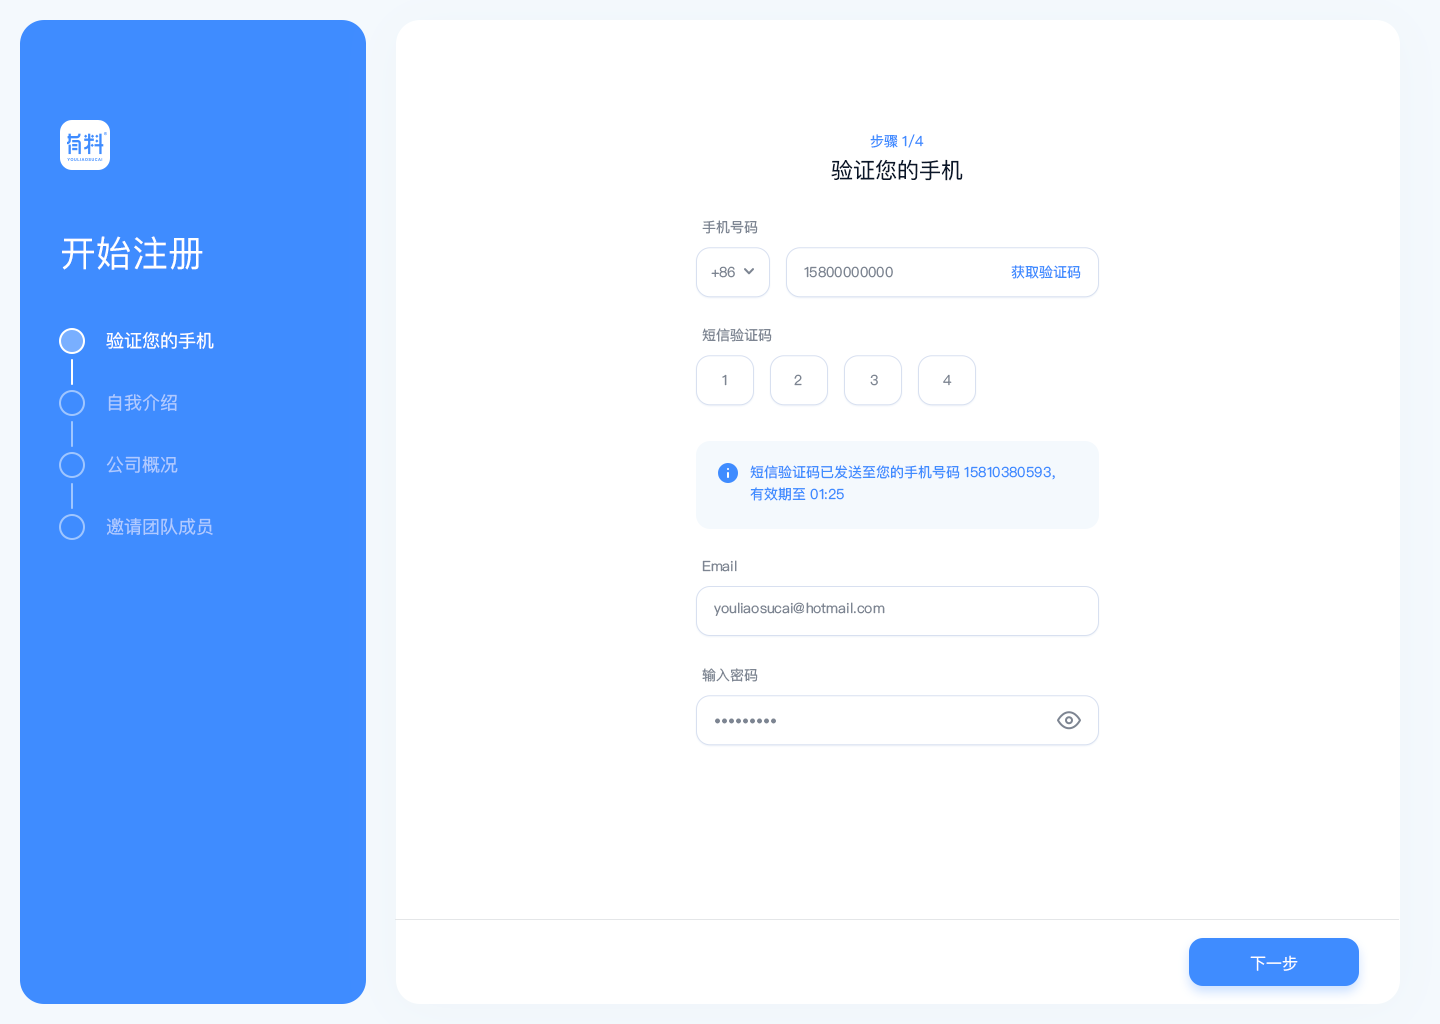 有料
YOULIAOSUCAI
开始注册
验证您的手机
自我介绍
公司概况
邀请团队成员
步骤 1/4
验证您的手机
手机号码
+86
15800000000
获取验证码
短信验证码
1 2 3 4
短信验证码已发送至您的手机号码 15810380593,
有效期至 01:25
Email
youliaosucai@hotmail.com
输入密码
•••••••••
下一步